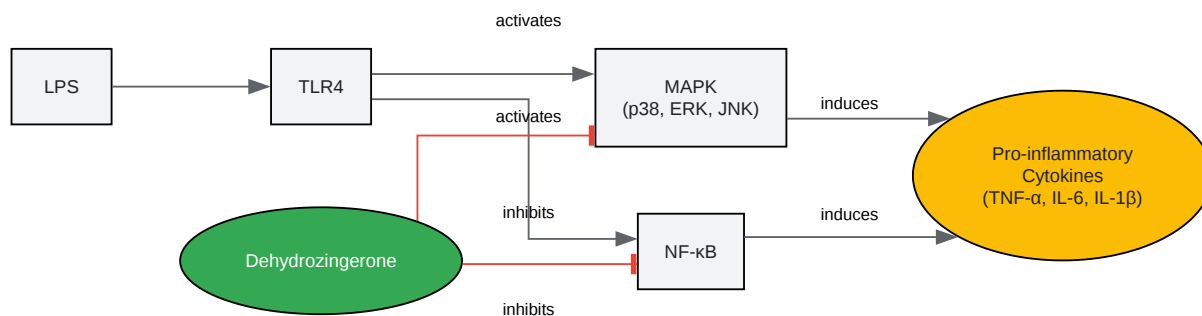 activates
LPS
TLR4
MAPK
(p38, ERK, JNK)
induces
activates
Pro-inflammatory
Cytokines
(TNF-α, IL-6, IL-1β)
inhibits
induces
NF-κB
Dehydrozingerone
inhibits